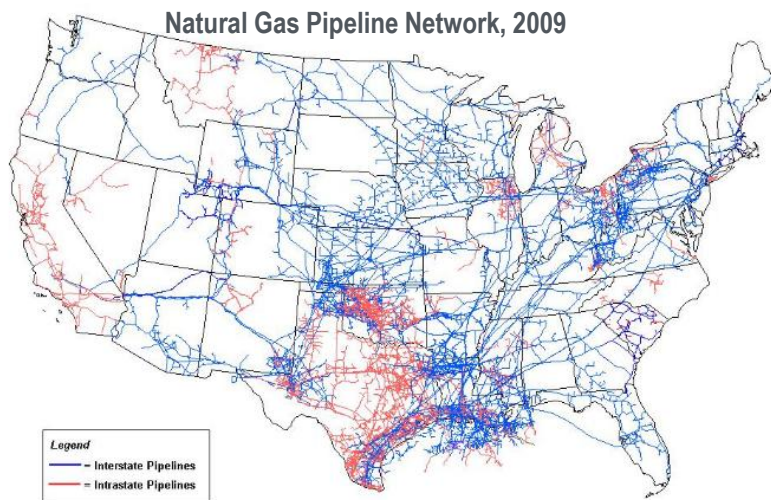 Natural Gas Pipeline Network, 2009
Legend
= Interstate Pipelines
= Intrastate Pipelines